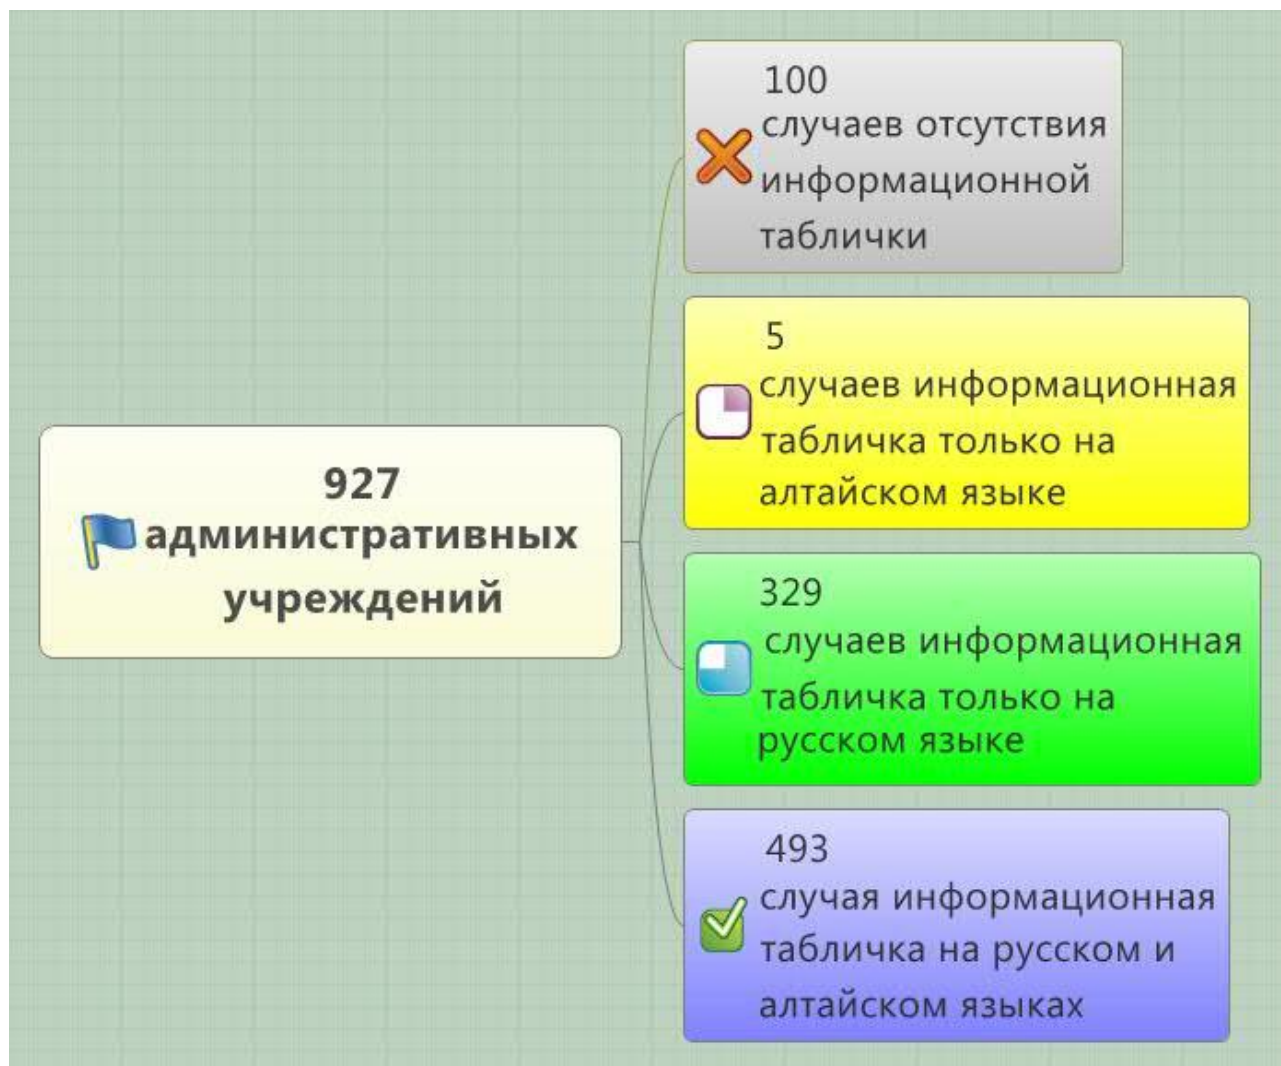 927
административных
учреждений
100
случаев отсутствия
информационной
таблички
5
случаев информационная
табличка только на
алтайском языке
329
случаев информационная
табличка только на
русском языке
493
случая информационная
табличка на русском и
алтайском языках